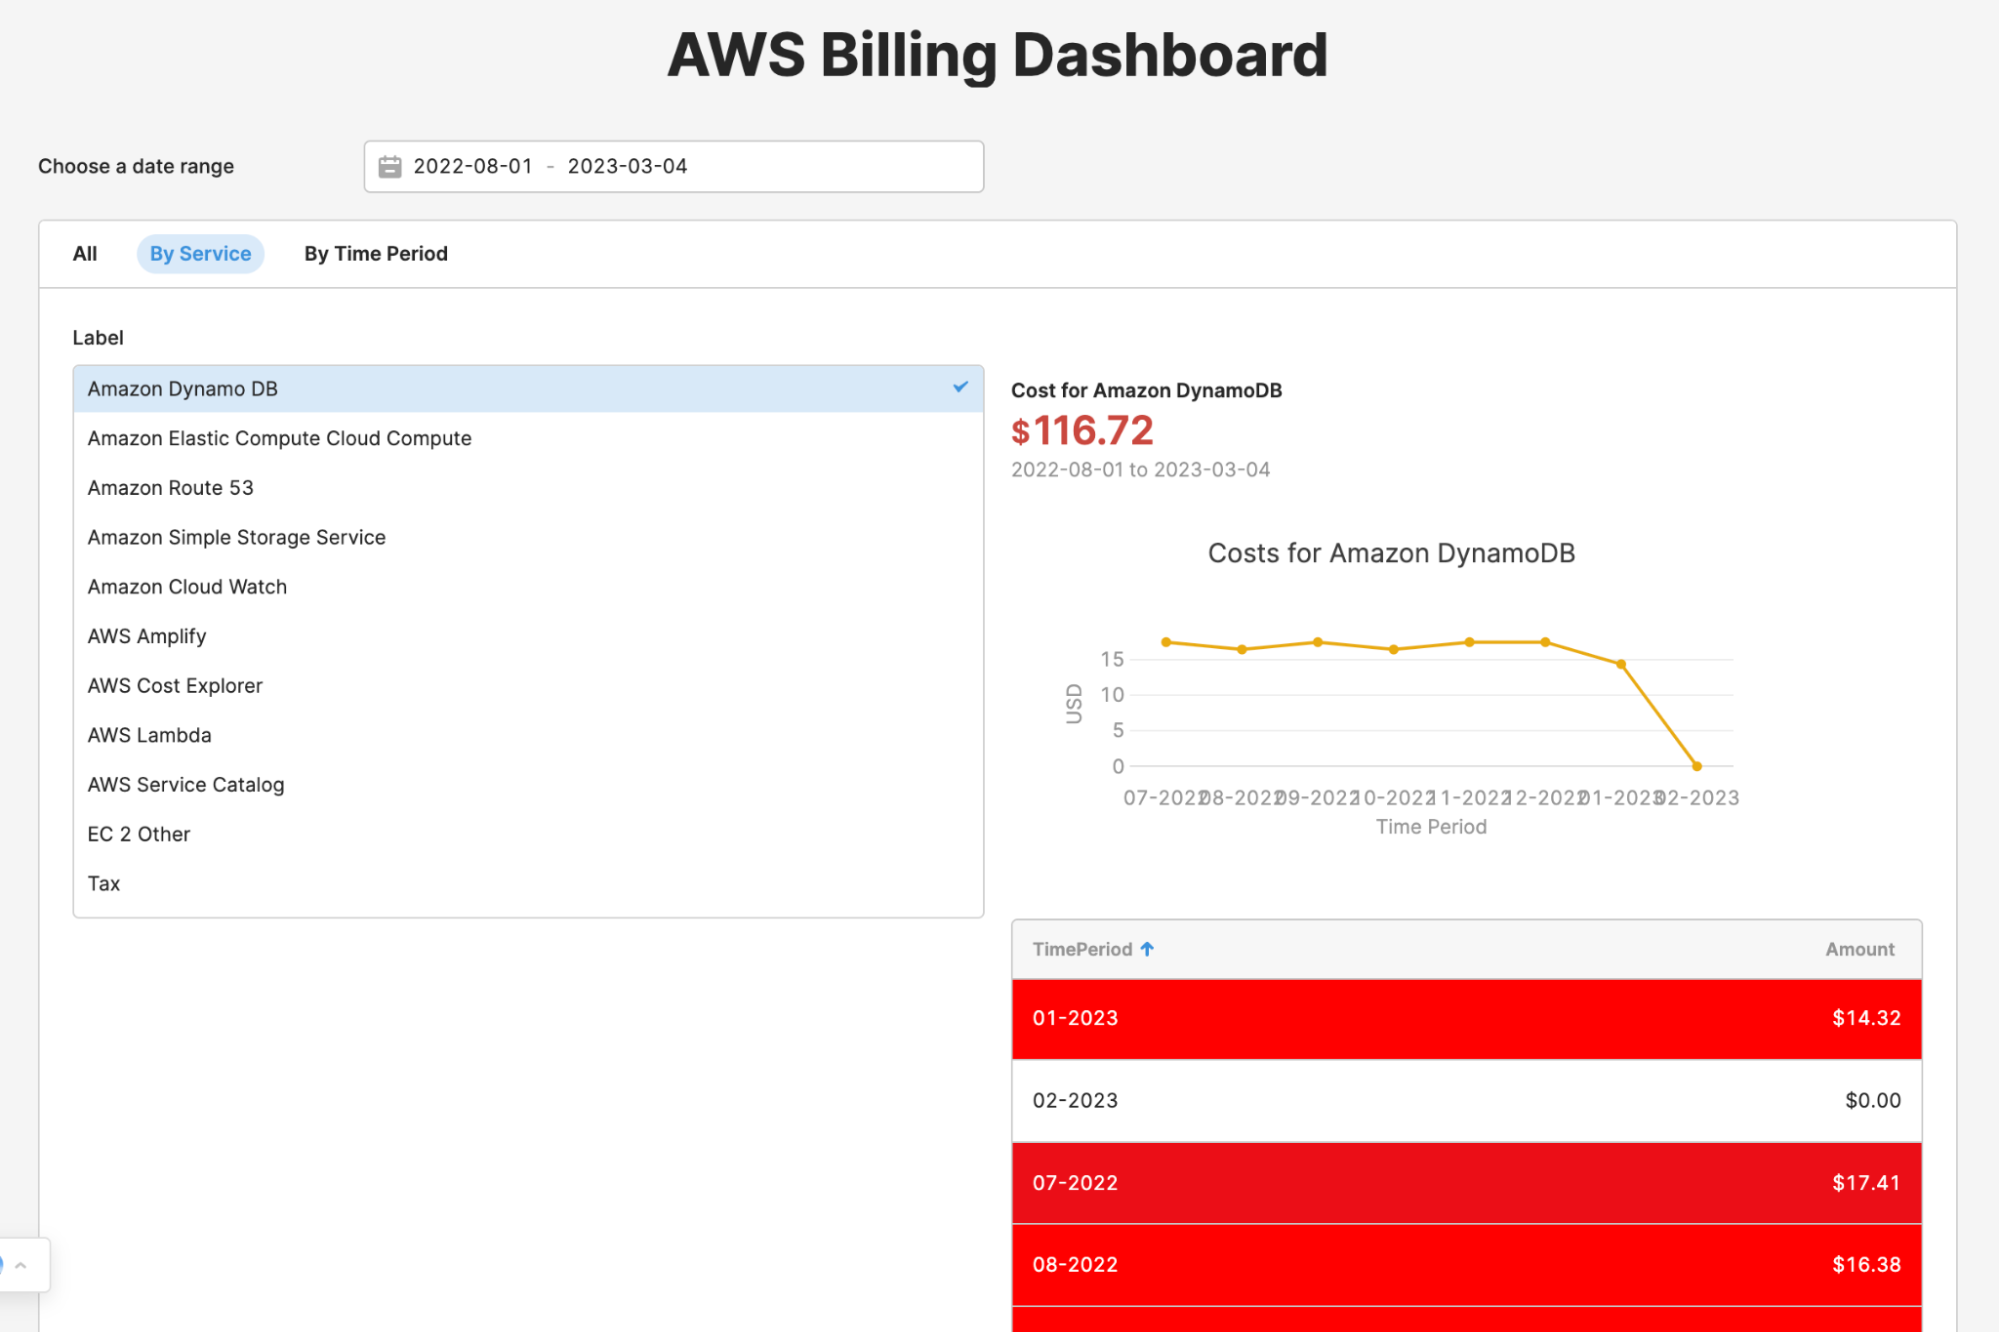 AWS Billing Dashboard
Choose a date range
2022-08-01 - 2023-03-04
All By Service By Time Period
Label
Amazon Dynamo DB
Amazon Elastic Compute Cloud Compute
Amazon Route 53
Amazon Simple Storage Service
Amazon Cloud Watch
AWS Amplify
AWS Cost Explorer
AWS Lambda
AWS Service Catalog
EC 2 Other
Tax
Cost for Amazon DynamoDB
$116.72
2022-08-01 to 2023-03-04
Costs for Amazon DynamoDB
15
10
5
0
USD
07-2022 08-2022 09-2022 10-2022 11-2022 12-2022 01-2023 02-2023
Time Period
TimePeriod Amount
01-2023 $14.32
02-2023 $0.00
07-2022 $17.41
08-2022 $16.38